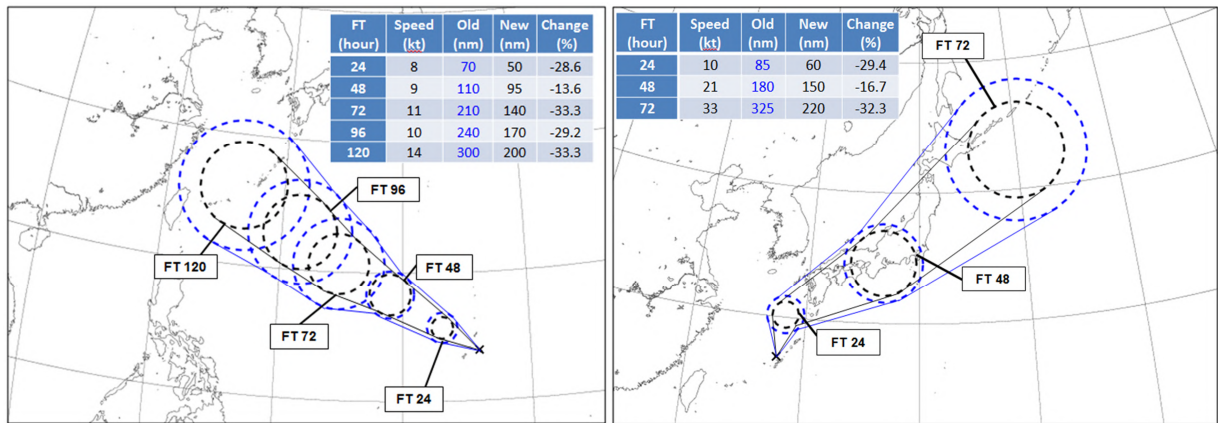 FT Speed Old New Change
(hour) (kt) (nm) (nm) (%)
24 8 70 50 -28.6
48 9 110 95 -13.6
72 11 210 140 -33.3
96 10 240 170 -29.2
120 14 300 200 -33.3
FT 96
FT 120
FT 48
FT 72
FT 24
FT Speed Old New Change
(hour) (kt) (nm) (nm) (%)
24 10 85 60 -29.4
48 21 180 150 -16.7
72 33 325 220 -32.3
FT 72
FT 48
FT 24